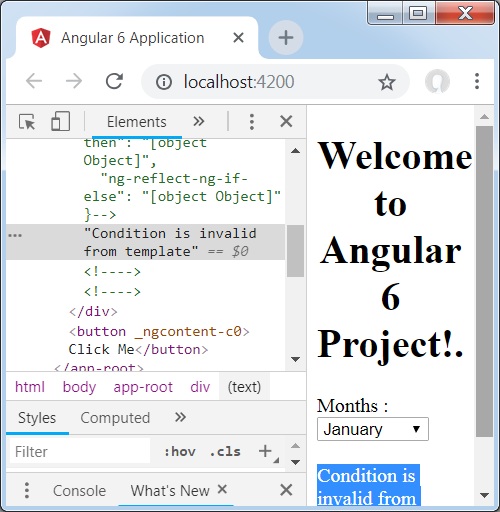 Angular 6 Application
localhost:4200
Elements
then": "[object
Object]",
"ng-reflect-ng-if-
else": "[object Object]"
}-->
"Condition is invalid
from template" == $0
<!---->
<!---->
</div>
<button _ngcontent-c0>
Click Me</button>
</app-root>
html body app-root div (text)
Styles Computed
Filter :hov .cls
Console What's New
Welcome
to
Angular
6
Project!.
Months :
January
Condition is
invalid from